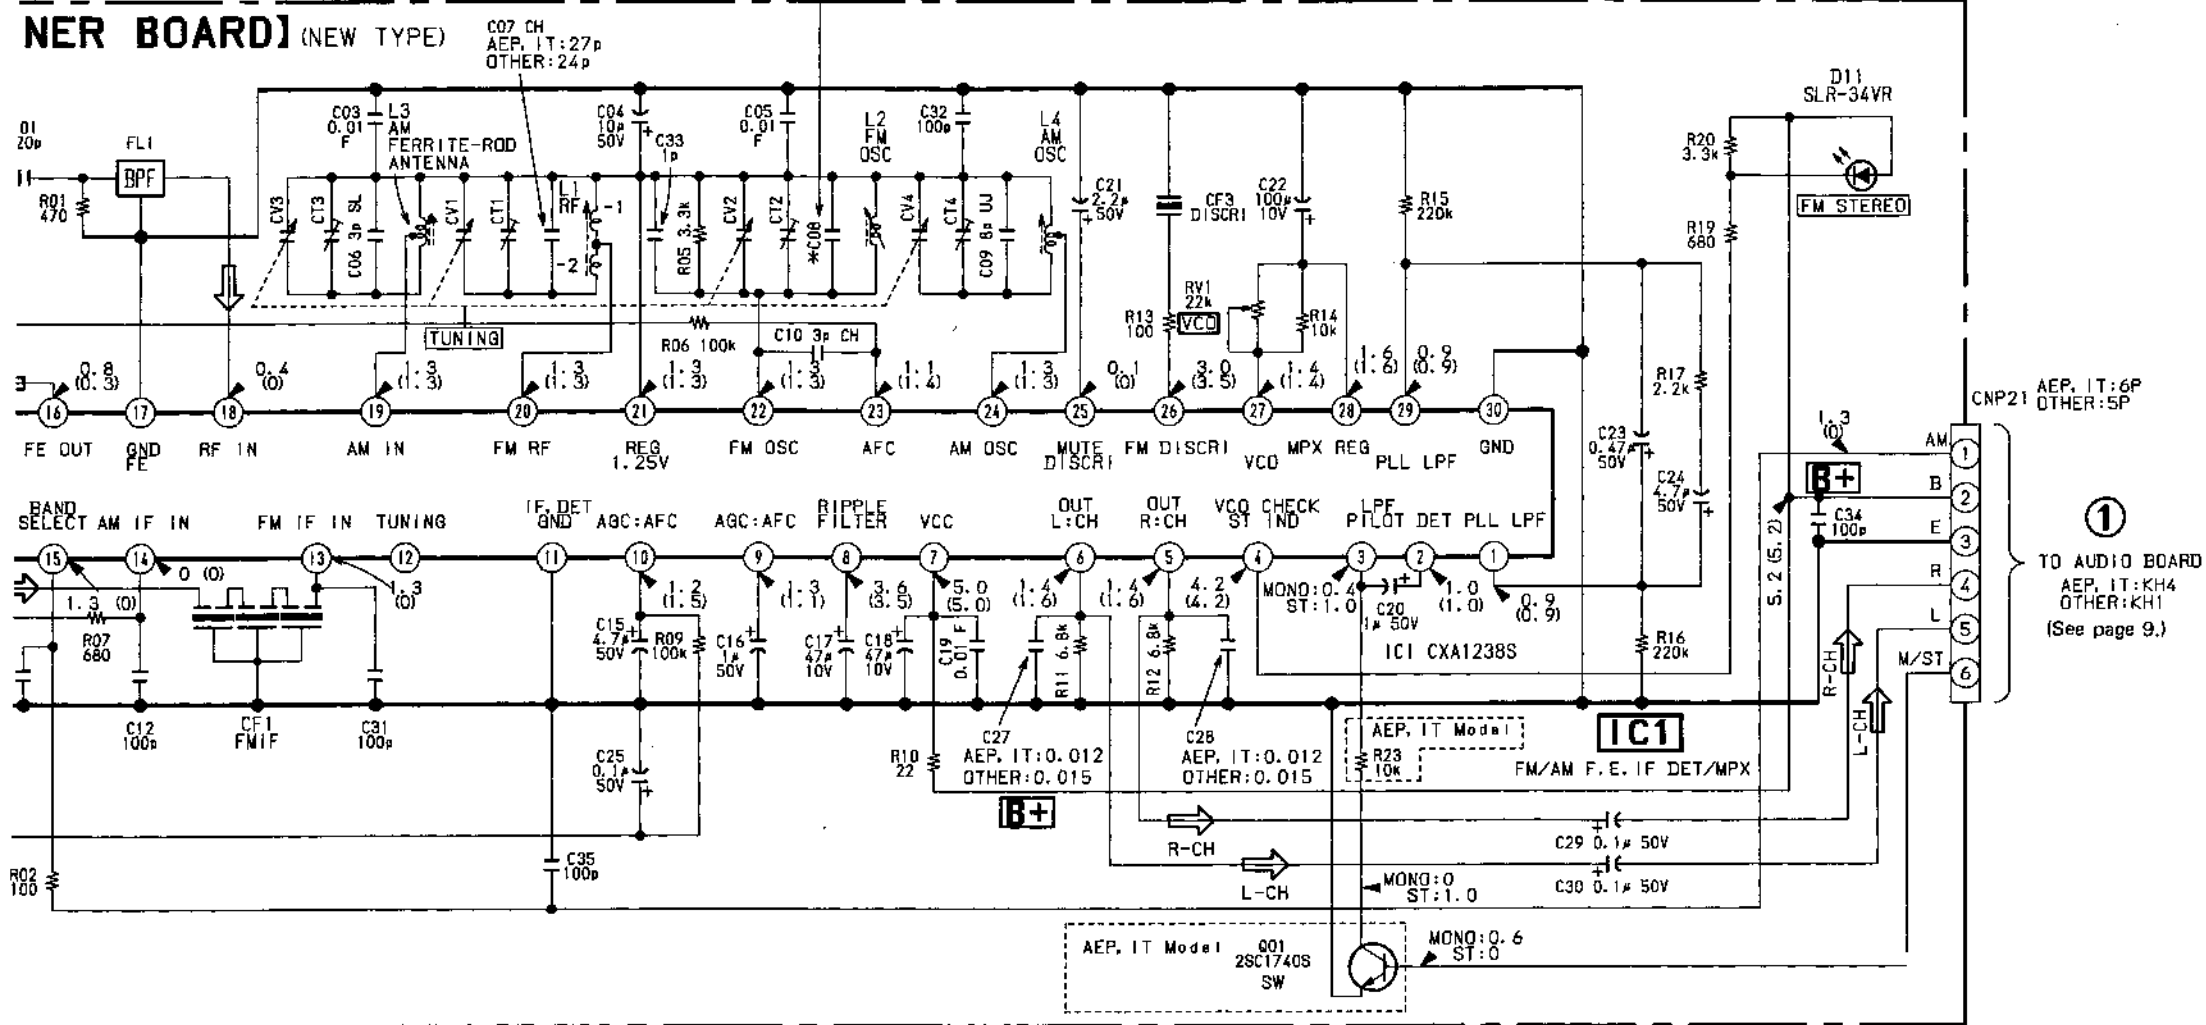 NER BOARD】(NEW TYPE)
C07 CH
AEP, IT:27p
OTHER:24p
D11
SLR-34VR
01
20p
FL1
BPF
R01
470
C03
0.01
F
L3
AM
FERRITE-ROD
ANTENNA
C04
10μ
50V
C33
1p
C05
0.01
F
L2
FM
OSC
C32
100p
L4
AM
OSC
R20
3.3k
FM STEREO
CV3
CT3
C06 3p SL
CV1
CT1
L1
RF
-1
-2
R05 3.3k
CV2
CT2
*C08
CV4
CT4
C09 8p UJ
C21
2.2μ
50V
CF3
DISCRI
C22
100μ
10V
R15
220k
R19
680
RV1
22k
R13
100
VCO
R14
10k
TUNING
R06 100k
C10 3p CH
R17
2.2k
0.8
(0.3)
0.4
(0)
1.3
(1.3)
1.3
(1.3)
1.3
(1.3)
1.3
(1.3)
1.1
(1.4)
1.3
(1.3)
0.1
(0)
3.0
(3.5)
1.4
(1.4)
1.6
(1.6)
0.9
(0.9)
16
17
18
19
20
21
22
23
24
25
26
27
28
29
30
FE OUT
GND
FE
RF IN
AM IN
FM RF
REG
1.25V
FM OSC
AFC
AM OSC
MUTE
DISCRI
FM DISCRI
VCO
MPX REG
PLL LPF
GND
C23
0.47μ
50V
C24
4.7μ
50V
CNP21
AEP, IT:6P
OTHER:5P
1.3
(0)
B+
C34
100p
5.2 (5.2)
AM
1
B
2
E
3
R
4
L
5
M/ST
6
①
TO AUDIO BOARD
AEP, IT:KH4
OTHER:KH1
(See page 9.)
BAND
SELECT
AM IF IN
FM IF IN
TUNING
IF, DET
GND
AGC:AFC
AGC:AFC
RIPPLE
FILTER
VCC
OUT
L:CH
OUT
R:CH
VCO CHECK
ST IND
LPF
PILOT DET
PLL LPF
15
14
13
12
11
10
9
8
7
6
5
4
3
2
1
1.3 (0)
0 (0)
1.3
(0)
1.2
(1.5)
1.3
(1.1)
3.6
(3.5)
5.0
(5.0)
1.4
(1.6)
1.4
(1.6)
4.2
(4.2)
MONO:0.4
ST:1.0
1.0
(1.0)
0.9
(0.9)
C20
1μ 50V
R07
680
C15
4.7μ
50V
R09
100k
C16
1μ
50V
C17
47μ
10V
C18
47μ
10V
C19
0.01 F
R11 6.8k
R12 6.8k
IC1 CXA1238S
R16
220k
C12
100p
CF1
FMIF
C31
100p
C25
0.1μ
50V
R10
22
C27
AEP, IT:0.012
OTHER:0.015
C28
AEP, IT:0.012
OTHER:0.015
AEP, IT Model
R23
10k
IC1
FM/AM F.E. IF DET/MPX
B+
R-CH
L-CH
R-CH
L-CH
C29 0.1μ 50V
C30 0.1μ 50V
R02
100
C35
100p
MONO:0
ST:1.0
AEP, IT Model
Q01
2SC1740S
SW
MONO:0.6
ST:0